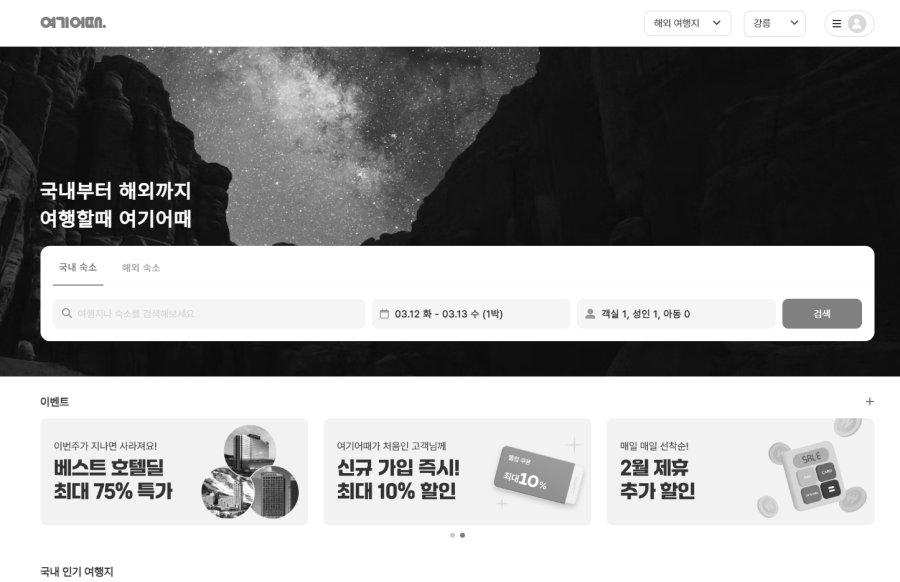 여기어때.
해외 여행지
강릉
국내부터 해외까지
여행할때 여기어때
국내 숙소
해외 숙소
여행지나 숙소를 검색해보세요
03.12 화 - 03.13 수 (1박)
객실 1, 성인 1, 아동 0
검색
이벤트
이번주가 지나면 사라져요!
베스트 호텔딜
최대 75% 특가
여기어때가 처음인 고객님께
신규 가입 즉시!
최대 10% 할인
웰컴 쿠폰
최대10%
매일 매일 선착순!
2월 제휴
추가 할인
SALE
국내 인기 여행지